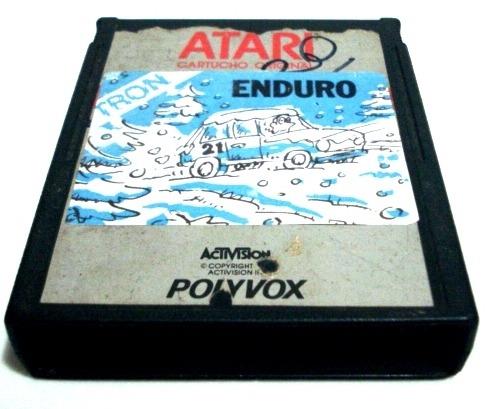 ATARI
CARTUCHO ORIGINAL
TRON
ENDURO
21
ACTIVISION
© COPYRIGHT
ACTIVISION
POLYVOX